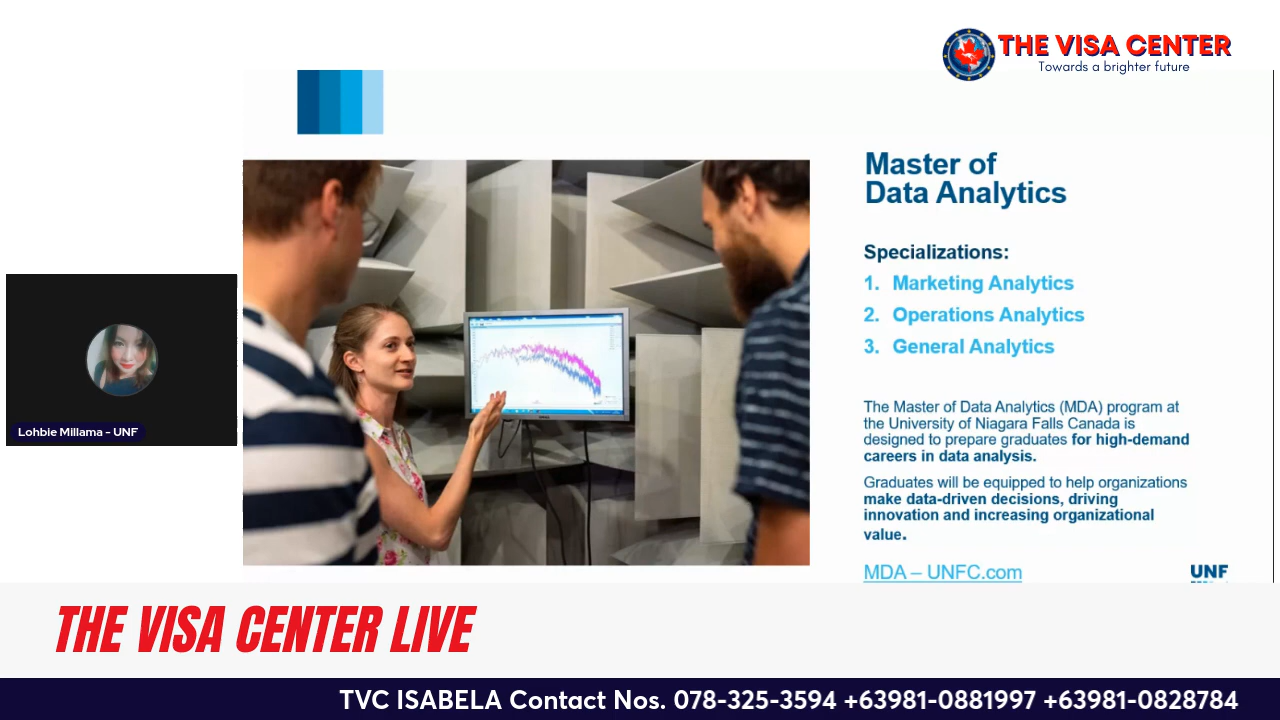 THE VISA CENTER
Towards a brighter future
Master of
Data Analytics
Specializations:
1. Marketing Analytics
2. Operations Analytics
3. General Analytics
The Master of Data Analytics (MDA) program at
the University of Niagara Falls Canada is
designed to prepare graduates for high-demand
careers in data analysis.
Graduates will be equipped to help organizations
make data-driven decisions, driving
innovation and increasing organizational
value.
MDA – UNFC.com
UNF
Lohbie Millama - UNF
THE VISA CENTER LIVE
TVC ISABELA Contact Nos. 078-325-3594 +63981-0881997 +63981-0828784